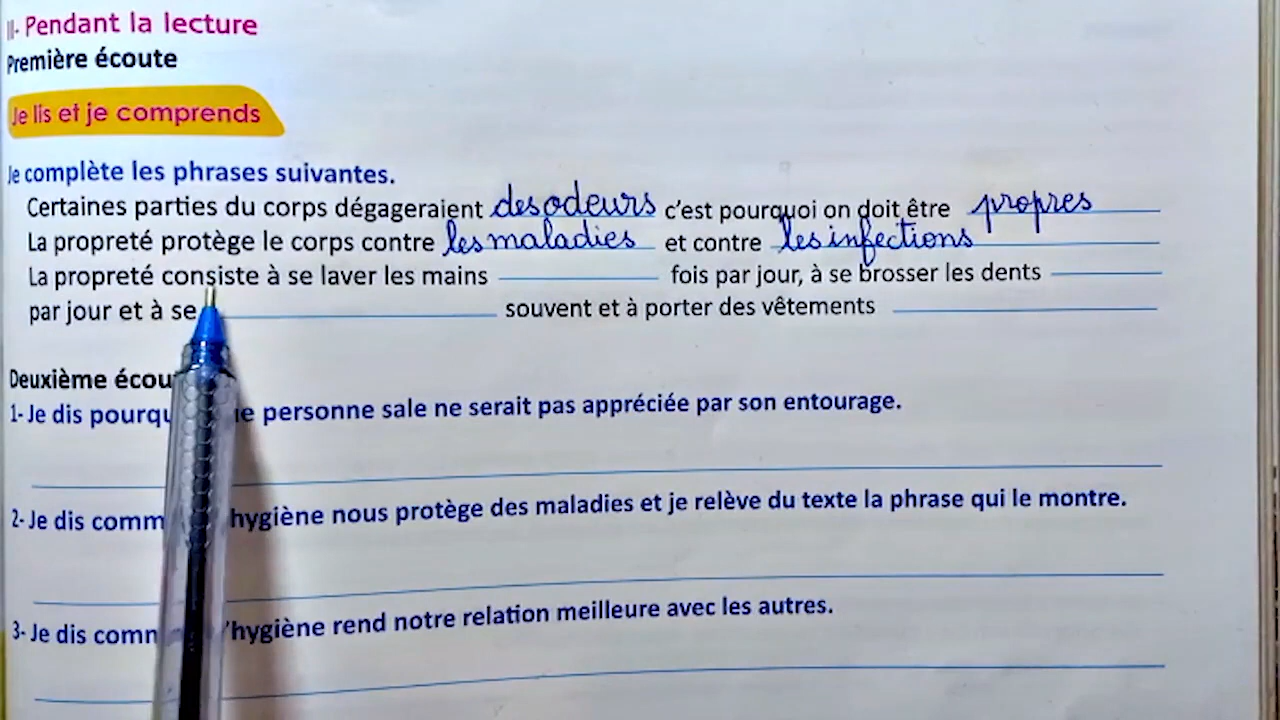 II- Pendant la lecture
Première écoute
Je lis et je comprends
Je complète les phrases suivantes.
Certaines parties du corps dégageraient des odeurs c'est pourquoi on doit être propres
La propreté protège le corps contre les maladies et contre les infections
La propreté consiste à se laver les mains fois par jour, à se brosser les dents
par jour et à se souvent et à porter des vêtements
Deuxième écou
1- Je dis pourqu personne sale ne serait pas appréciée par son entourage.
2- Je dis comm hygiène nous protège des maladies et je relève du texte la phrase qui le montre.
3- Je dis comm l'hygiène rend notre relation meilleure avec les autres.